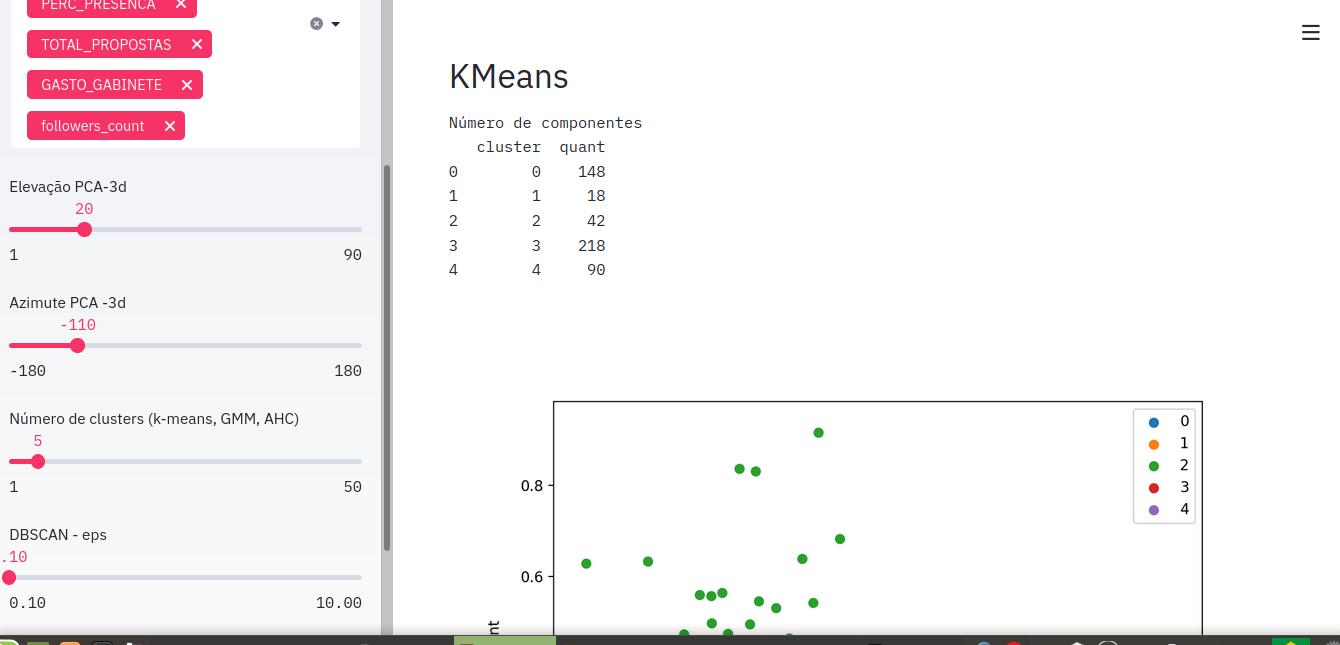 PERC_PRESENCA
TOTAL_PROPOSTAS
GASTO_GABINETE
followers_count
Elevação PCA-3d
20
1 90
Azimute PCA -3d
-110
-180 180
Número de clusters (k-means, GMM, AHC)
5
1 50
DBSCAN - eps
.10
0.10 10.00
KMeans
Número de componentes
cluster quant
0 0 148
1 1 18
2 2 42
3 3 218
4 4 90
0
1
2
3
4
0.8
0.6
nt